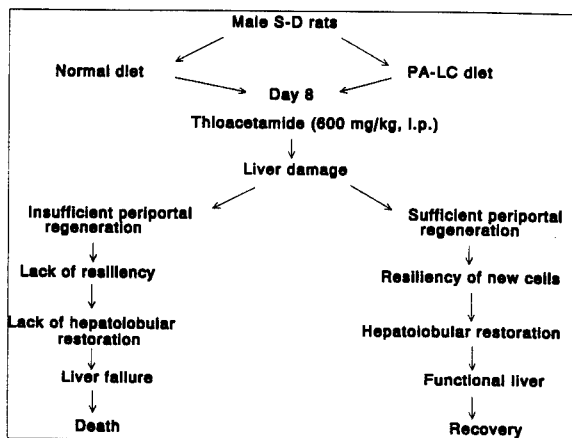 Male S-D rats
Normal diet
PA-LC diet
Day 8
Thioacetamide (600 mg/kg, i.p.)
Liver damage
Insufficient periportal
regeneration
Sufficient periportal
regeneration
Lack of resiliency
Resiliency of new cells
Lack of hepatolobular
restoration
Hepatolobular restoration
Liver failure
Functional liver
Death
Recovery